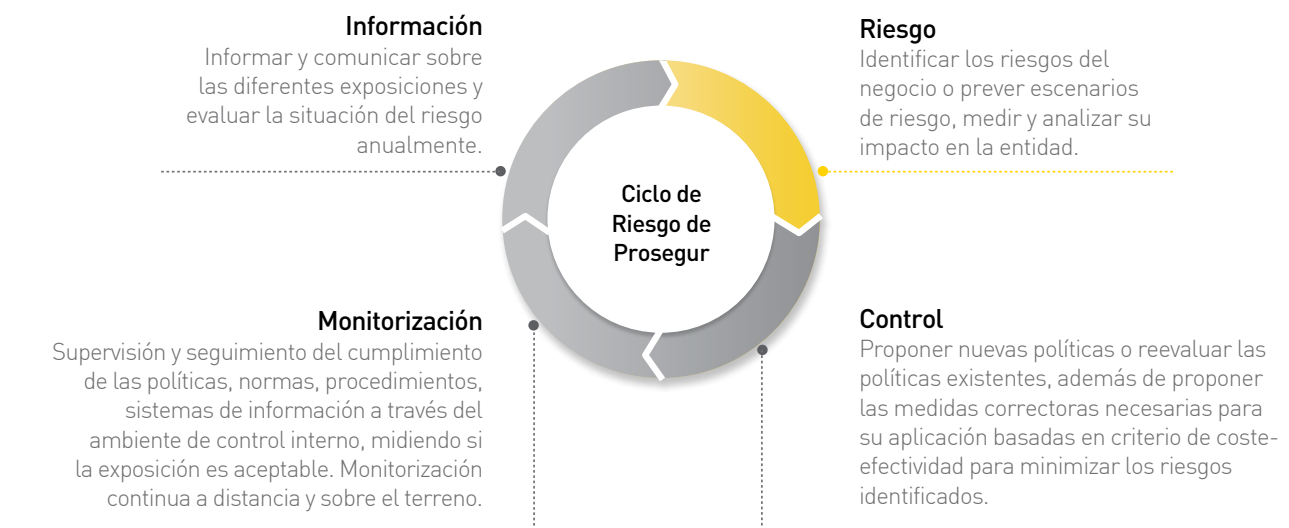 Información
Informar y comunicar sobre
las diferentes exposiciones y
evaluar la situación del riesgo
anualmente.
Riesgo
Identificar los riesgos del
negocio o prever escenarios
de riesgo, medir y analizar su
impacto en la entidad.
Ciclo de
Riesgo de
Prosegur
Monitorización
Supervisión y seguimiento del cumplimiento
de las políticas, normas, procedimientos,
sistemas de información a través del
ambiente de control interno, midiendo si
la exposición es aceptable. Monitorización
continua a distancia y sobre el terreno.
Control
Proponer nuevas políticas o reevaluar las
políticas existentes, además de proponer
las medidas correctoras necesarias para
su aplicación basadas en criterio de coste-
efectividad para minimizar los riesgos
identificados.